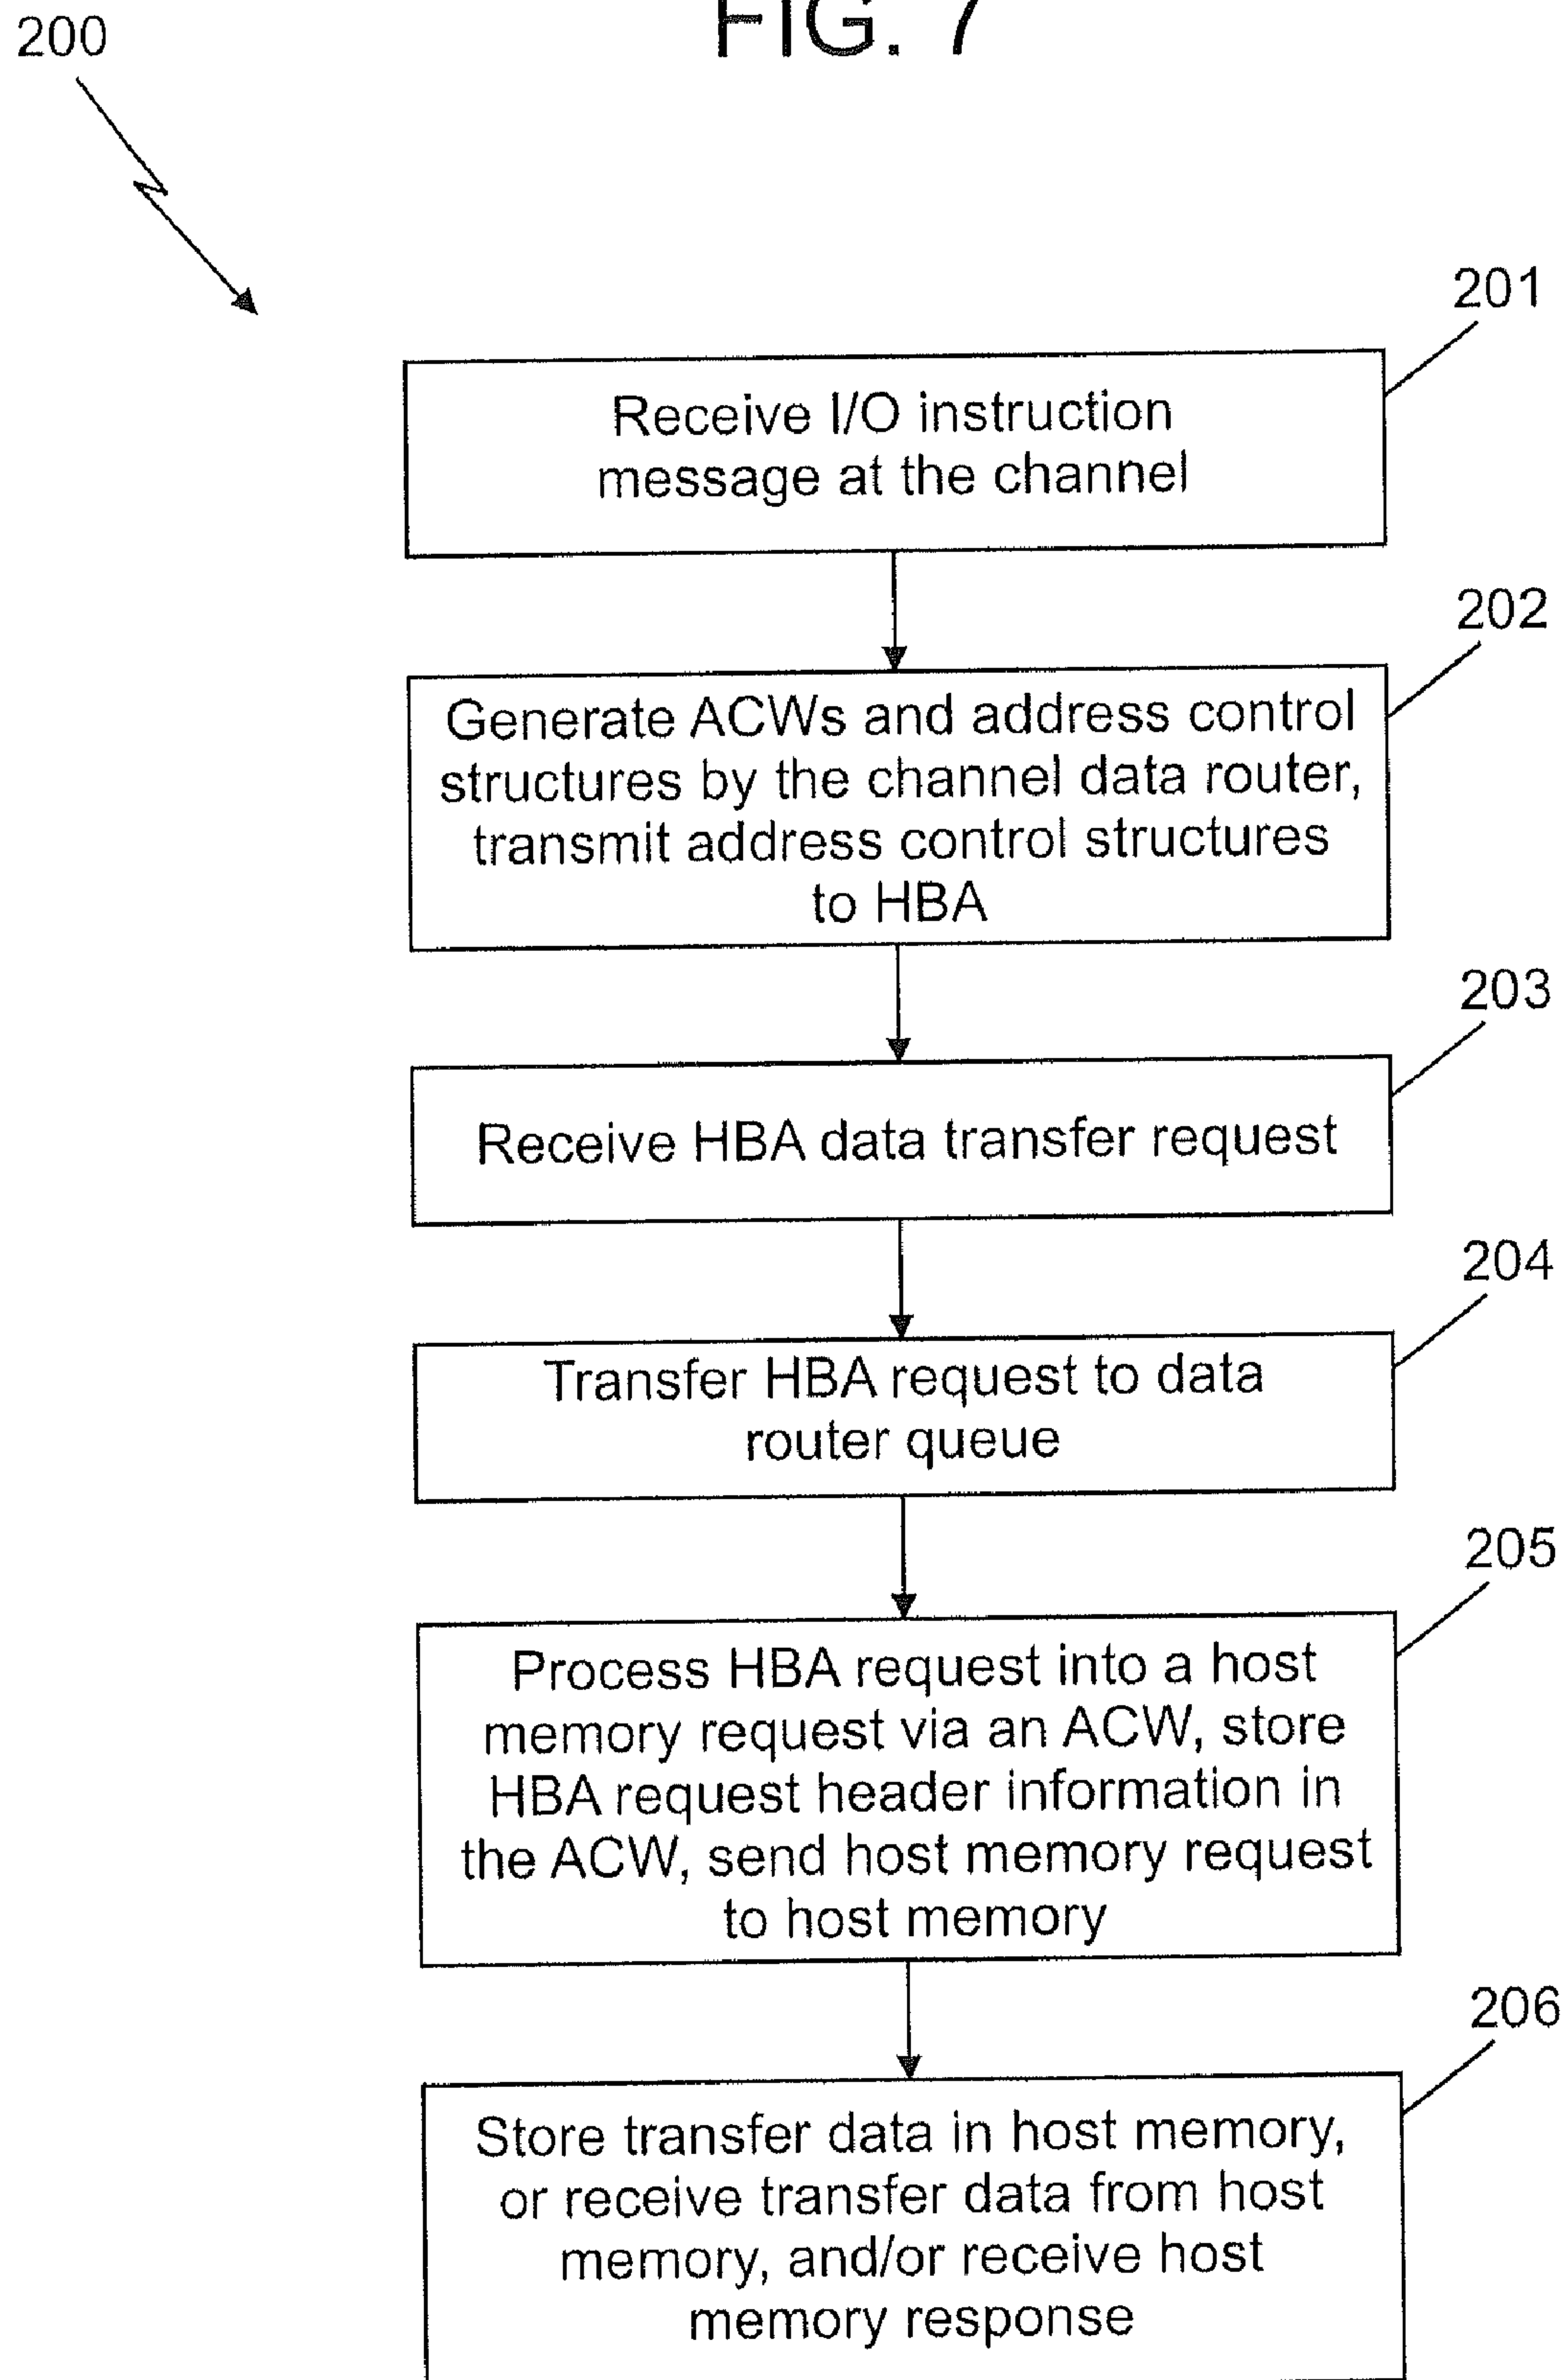 FIG. 7
200
201
Receive I/O instruction
message at the channel
202
Generate ACWs and address control
structures by the channel data router,
transmit address control structures
to HBA
203
Receive HBA data transfer request
204
Transfer HBA request to data
router queue
205
Process HBA request into a host
memory request via an ACW, store
HBA request header information in
the ACW, send host memory request
to host memory
206
Store transfer data in host memory,
or receive transfer data from host
memory, and/or receive host
memory response